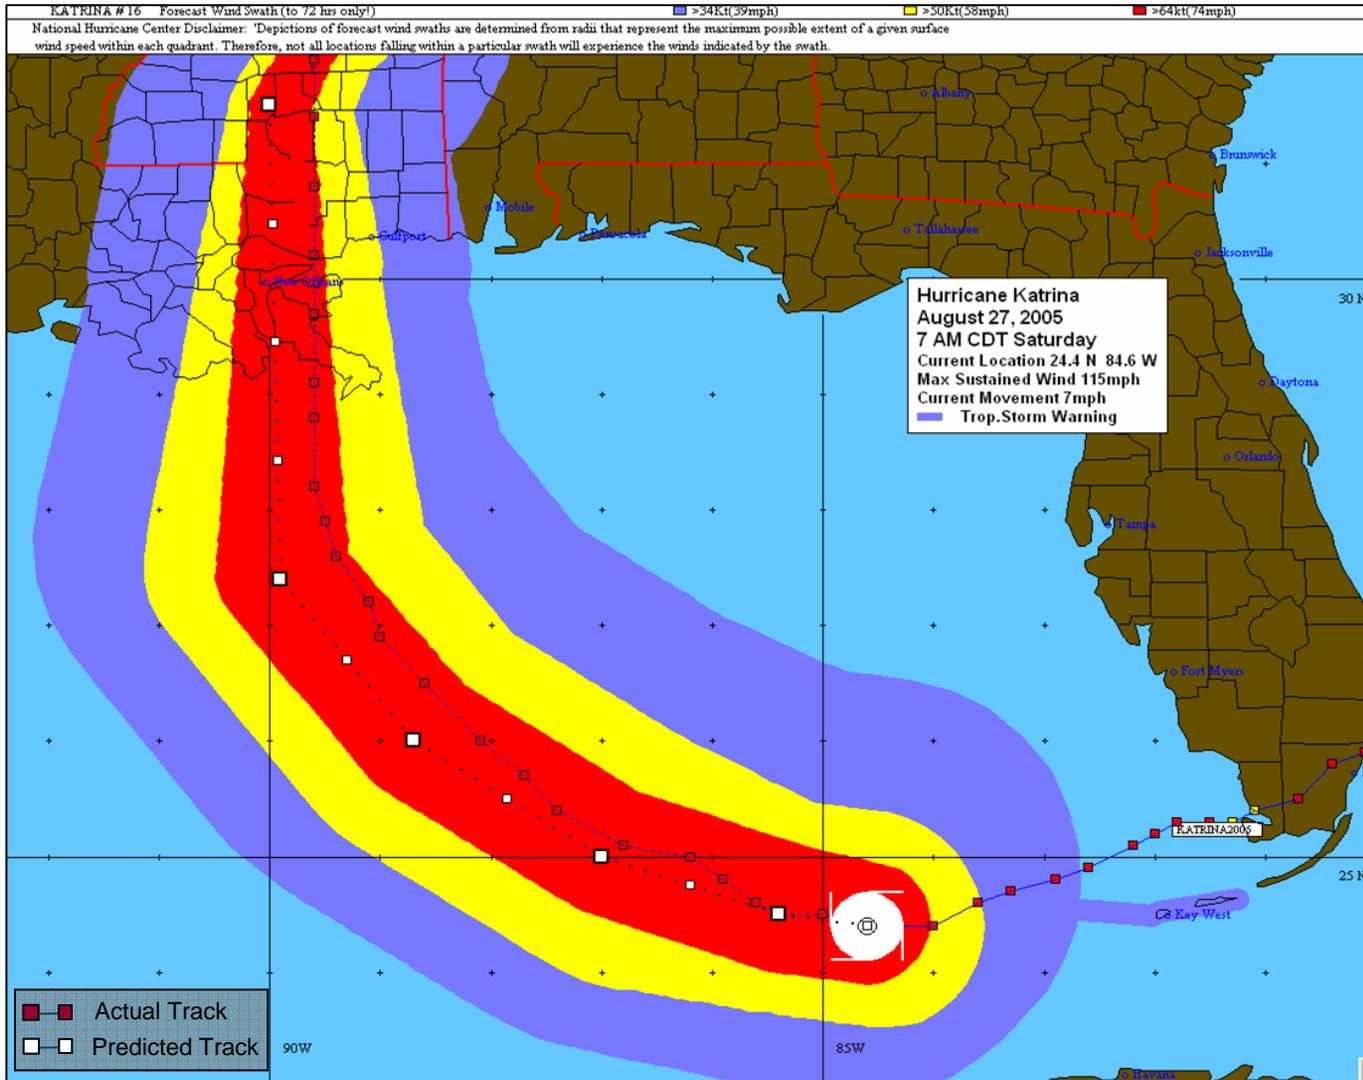 KATRINA # 16 Forecast Wind Swath (to 72 hrs only!) >34Kt(39mph) >50Kt(58mph) >64kt(74mph)
National Hurricane Center Disclaimer: 'Depictions of forecast wind swaths are determined from radii that represent the maximum possible extent of a given surface
wind speed within each quadrant. Therefore, not all locations falling within a particular swath will experience the winds indicated by the swath.
Albany
Brunswick
Mobile
Gulfport
Pensacola
Tallahassee
Jacksonville
New Orleans
30 N
Hurricane Katrina
August 27, 2005
7 AM CDT Saturday
Current Location 24.4 N 84.6 W
Max Sustained Wind 115mph
Current Movement 7mph
Trop.Storm Warning
Daytona
Orlando
Tampa
Fort Myers
KATRINA2005
25 N
Key West
Actual Track
Predicted Track
90W
85W
Havana